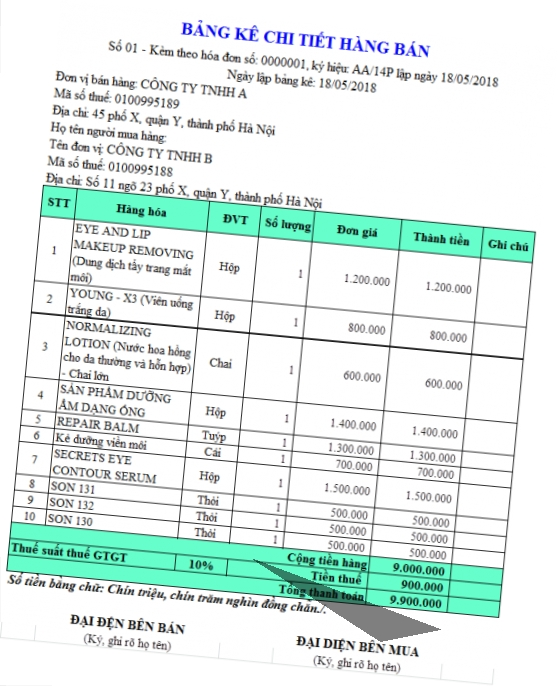 BẢNG KÊ CHI TIẾT HÀNG BÁN
Số 01 - Kèm theo hóa đơn số: 0000001, ký hiệu: AA/14P lập ngày 18/05/2018
Ngày lập bảng kê: 18/05/2018
Đơn vị bán hàng: CÔNG TY TNHH A
Mã số thuế: 0100995189
Địa chỉ: 45 phố X, quận Y, thành phố Hà Nội
Họ tên người mua hàng:
Tên đơn vị: CÔNG TY TNHH B
Mã số thuế: 0100995188
Địa chỉ: Số 11 ngõ 23 phố X, quận Y, thành phố Hà Nội
STT Hàng hóa ĐVT Số lượng Đơn giá Thành tiền Ghi chú
EYE AND LIP
MAKEUP REMOVING
1 (Dung dịch tẩy trang mắt Hộp 1 1.200.000 1.200.000
môi)
2 YOUNG - X3 (Viên uống Hộp 1 800.000 800.000
trắng da)
NORMALIZING
3 LOTION (Nước hoa hồng Chai 1 600.000 600.000
cho da thường và hỗn hợp)
- Chai lớn
4 SẢN PHẨM DƯỠNG Hộp 1 1.400.000 1.400.000
ẨM DẠNG ỐNG
5 REPAIR BALM Tuýp 1 1.300.000 1.300.000
6 Kẻ dưỡng viền môi Cái 1 700.000 700.000
7 SECRETS EYE Hộp 1 1.500.000 1.500.000
CONTOUR SERUM
8 SON 131 Thỏi 1 500.000 500.000
9 SON 132 Thỏi 1 500.000 500.000
10 SON 130 Thỏi 1 500.000 500.000
Cộng tiền hàng 9.000.000
Thuế suất thuế GTGT 10% Tiền thuế 900.000
Tổng thanh toán 9.900.000
Số tiền bằng chữ: Chín triệu, chín trăm nghìn đồng chẵn./.
ĐẠI ĐỆN BÊN BÁN ĐẠI DIỆN BÊN MUA
(Ký, ghi rõ họ tên) (Ký, ghi rõ họ tên)